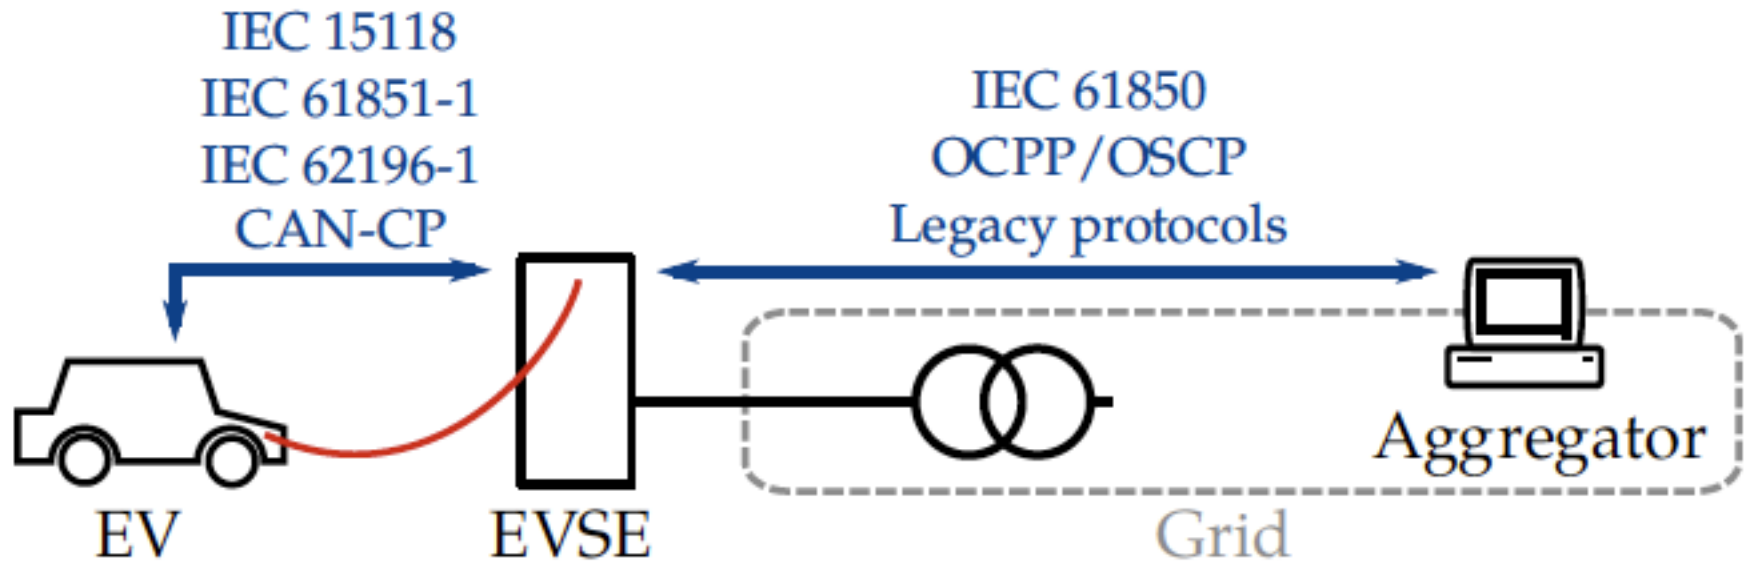 IEC 15118
IEC 61851-1
IEC 62196-1
CAN-CP
IEC 61850
OCPP/OSCP
Legacy protocols
Aggregator
EV
EVSE
Grid